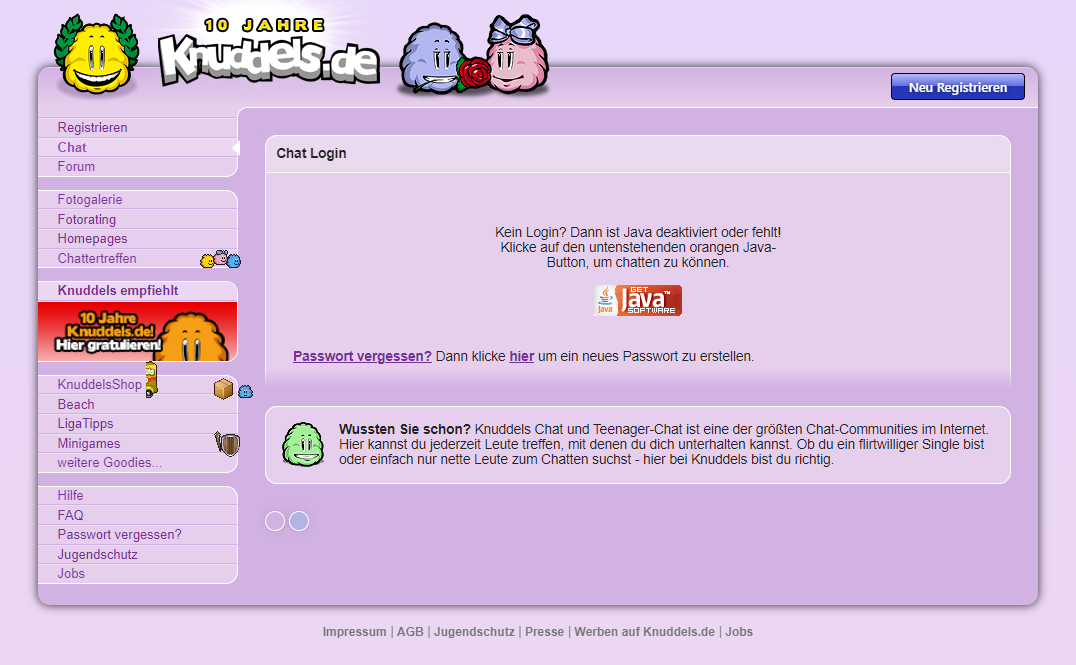 10 JAHRE
Knuddels.de
Neu Registrieren
Registrieren
Chat
Forum
Fotogalerie
Fotorating
Homepages
Chattertreffen
Knuddels empfiehlt
10 Jahre
Knuddels.de!
Hier gratulieren!
KnuddelsShop
Beach
LigaTipps
Minigames
weitere Goodies...
Hilfe
FAQ
Passwort vergessen?
Jugendschutz
Jobs
Chat Login
Kein Login? Dann ist Java deaktiviert oder fehlt!
Klicke auf den untenstehenden orangen Java-
Button, um chatten zu können.
GET
Java™
SOFTWARE
Java
Passwort vergessen? Dann klicke hier um ein neues Passwort zu erstellen.
Wussten Sie schon? Knuddels Chat und Teenager-Chat ist eine der größten Chat-Communities im Internet.
Hier kannst du jederzeit Leute treffen, mit denen du dich unterhalten kannst. Ob du ein flirtwilliger Single bist
oder einfach nur nette Leute zum Chatten suchst - hier bei Knuddels bist du richtig.
Impressum | AGB | Jugendschutz | Presse | Werben auf Knuddels.de | Jobs